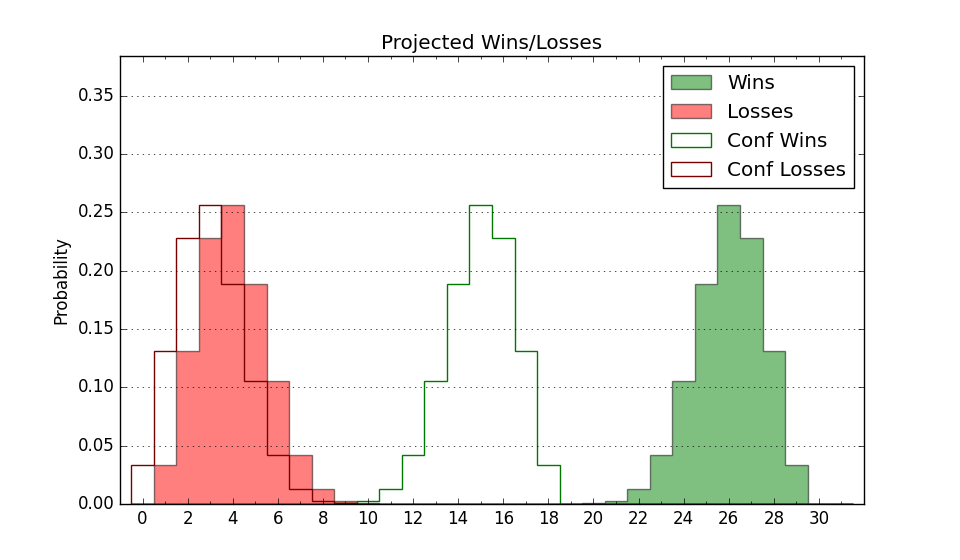 Projected Wins/Losses
Wins
Losses
Conf Wins
Conf Losses
Probability
0.35
0.30
0.25
0.20
0.15
0.10
0.05
0.00
0 2 4 6 8 10 12 14 16 18 20 22 24 26 28 30